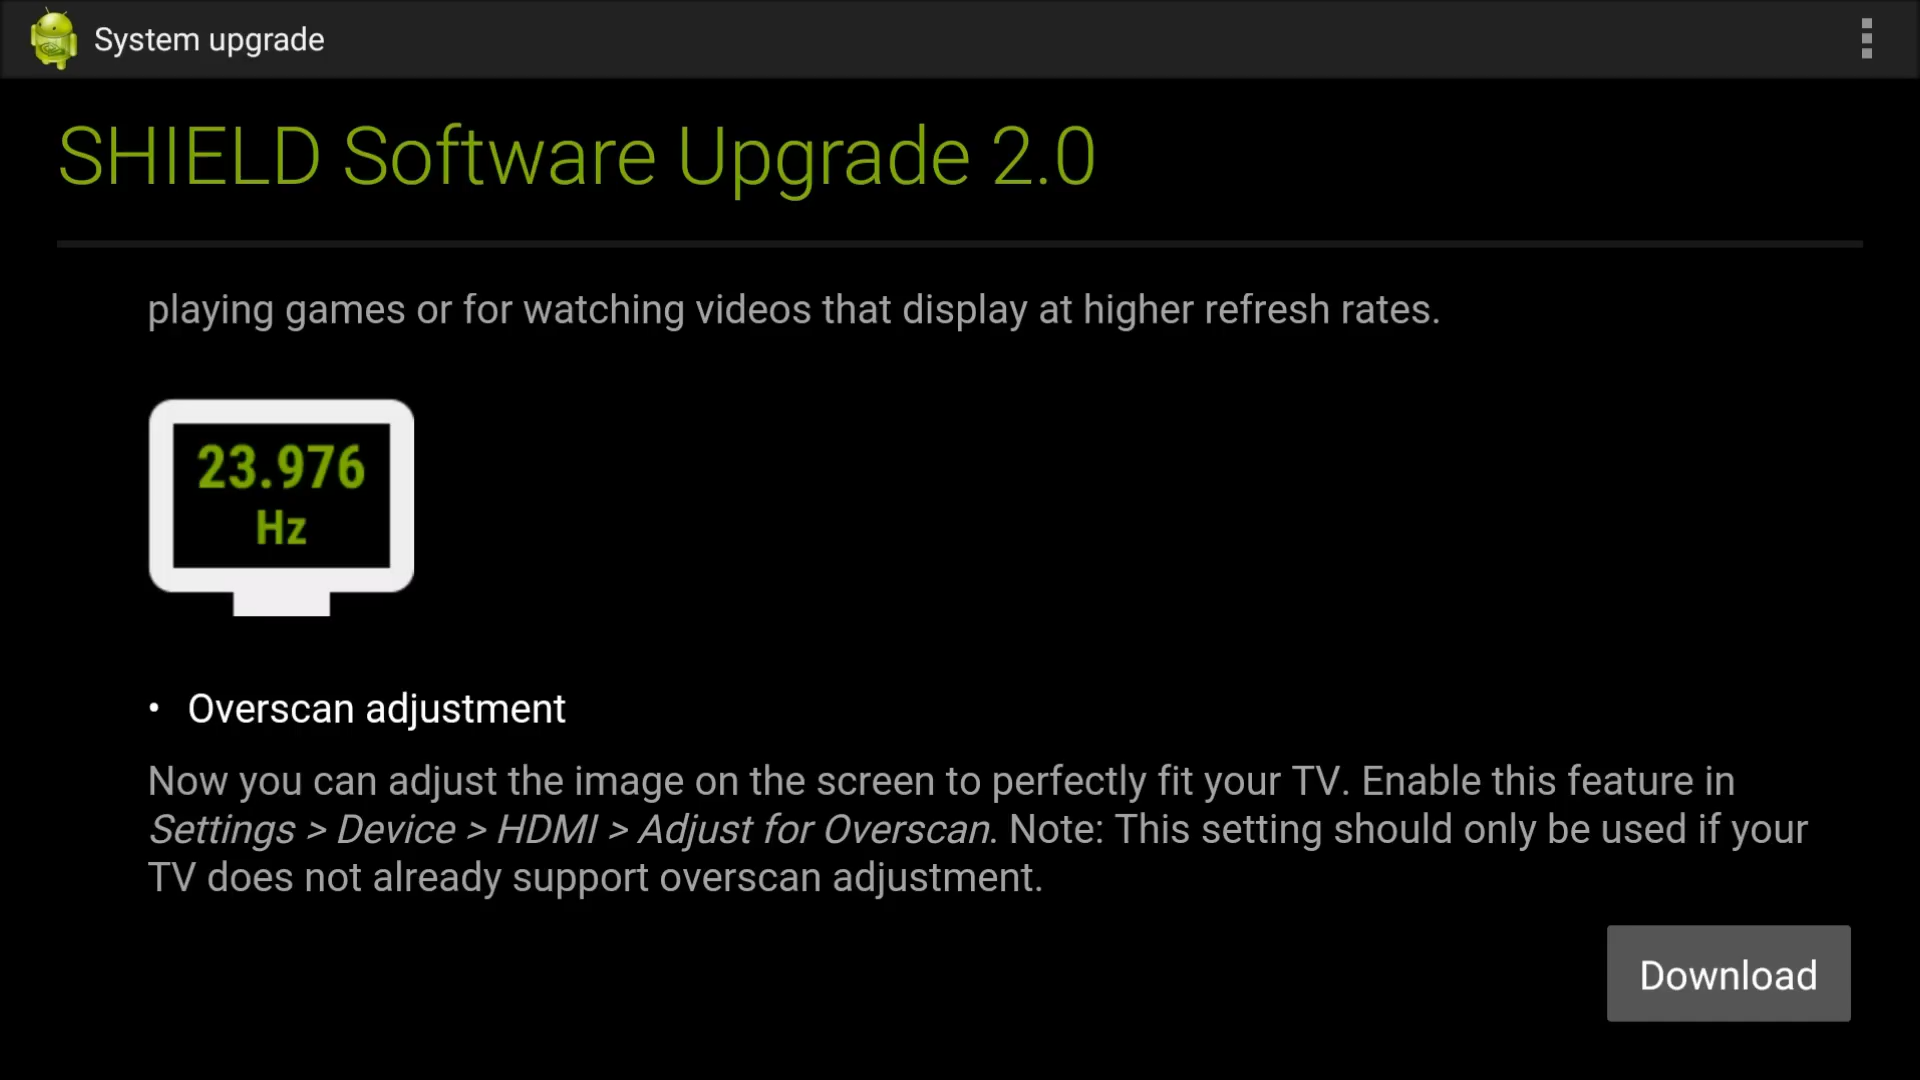 System upgrade
SHIELD Software Upgrade 2.0
playing games or for watching videos that display at higher refresh rates.
23.976
Hz
• Overscan adjustment
Now you can adjust the image on the screen to perfectly fit your TV. Enable this feature in
Settings > Device > HDMI > Adjust for Overscan. Note: This setting should only be used if your
TV does not already support overscan adjustment.
Download